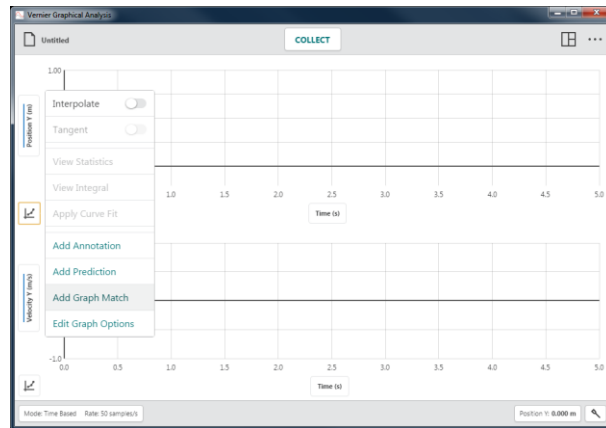 Vernier Graphical Analysis
Untitled
COLLECT
1.00
Position Y (m)
Interpolate
Tangent
View Statistics
View Integral
Apply Curve Fit
Add Annotation
Add Prediction
Add Graph Match
Edit Graph Options
1.0 1.5 2.0 2.5 3.0 3.5 4.0 4.5 5.0
Time (s)
Velocity Y (m/s)
-1.0
0.0 0.5 1.0 1.5 2.0 2.5 3.0 3.5 4.0 4.5 5.0
Time (s)
Mode: Time Based Rate: 50 samples/s
Position Y: 0.000 m